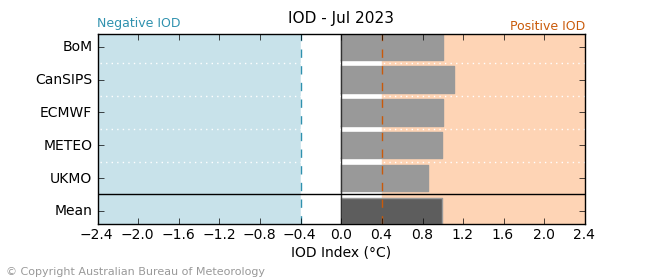 IOD - Jul 2023
Negative IOD
Positive IOD
BoM
CanSIPS
ECMWF
METEO
UKMO
Mean
−2.4 −2.0 −1.6 −1.2 −0.8 −0.4 0.0 0.4 0.8 1.2 1.6 2.0 2.4
IOD Index (°C)
© Copyright Australian Bureau of Meteorology